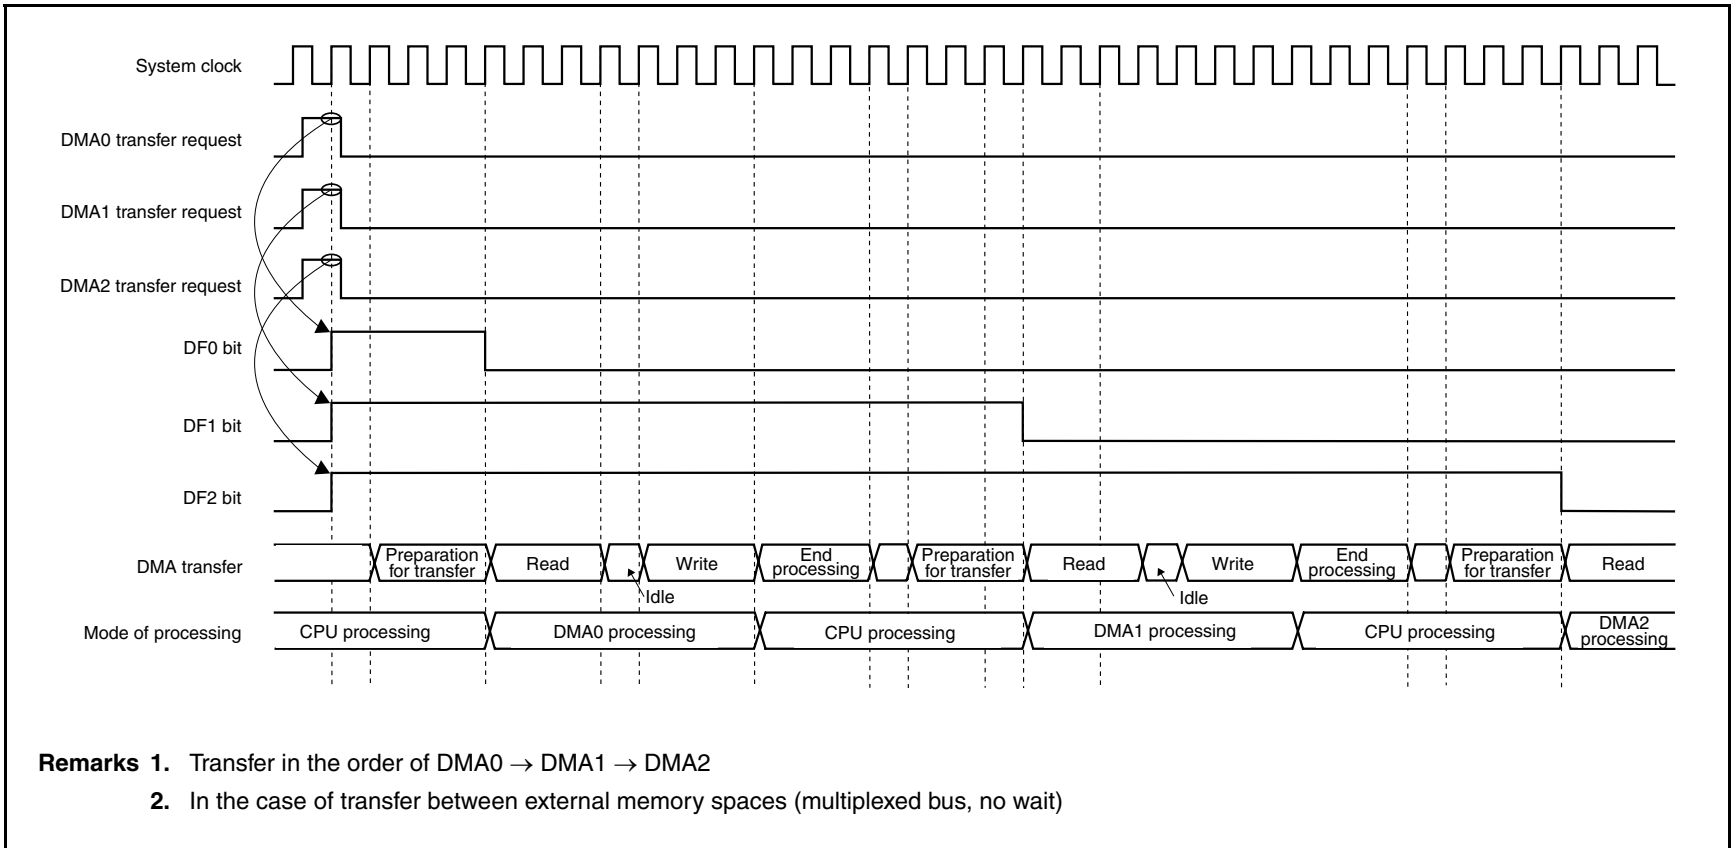 System clock
DMA0 transfer request
DMA1 transfer request
DMA2 transfer request
DF0 bit
DF1 bit
DF2 bit
DMA transfer
Preparation
for transfer
Read
Idle
Write
End
processing
Preparation
for transfer
Read
Idle
Write
End
processing
Preparation
for transfer
Read
Mode of processing
CPU processing
DMA0 processing
CPU processing
DMA1 processing
CPU processing
DMA2
processing
Remarks 1. Transfer in the order of DMA0 → DMA1 → DMA2
2. In the case of transfer between external memory spaces (multiplexed bus, no wait)